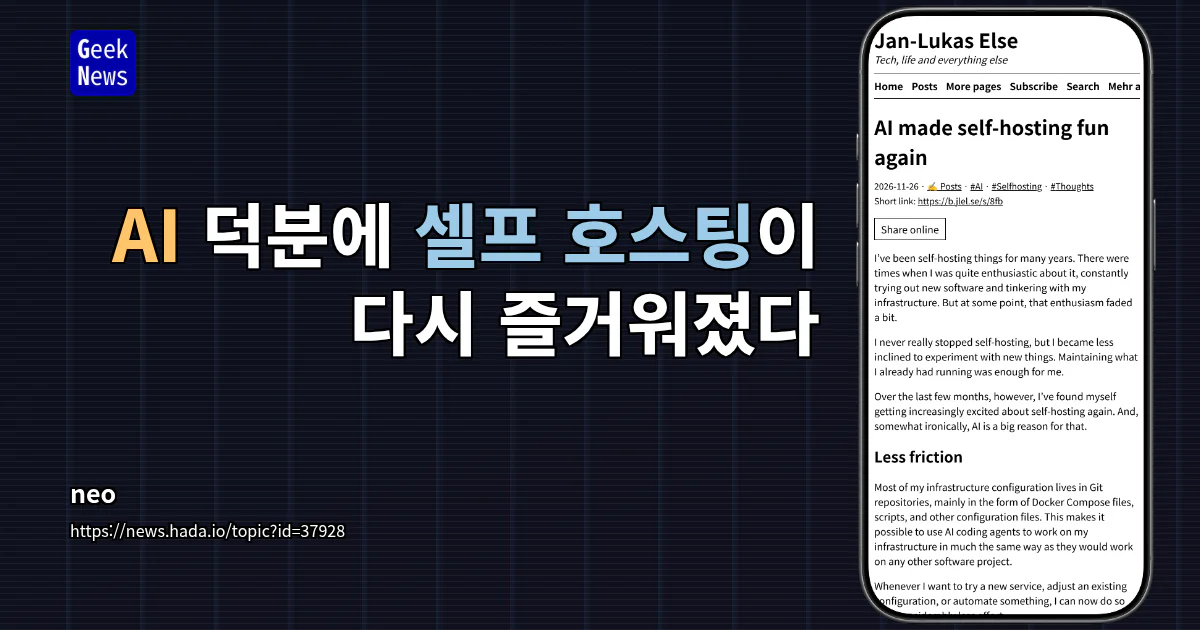 Geek
News
AI 덕분에 셀프 호스팅이
다시 즐거워졌다
neo
https://news.hada.io/topic?id=37928
Jan-Lukas Else
Tech, life and everything else
Home Posts More pages Subscribe Search Mehr a
AI made self-hosting fun
again
2026-11-26 · ✍️ Posts · #AI · #Selfhosting · #Thoughts
Short link: https://b.jlel.se/s/8fb
Share online
I've been self-hosting things for many years. There were
times when I was quite enthusiastic about it, constantly
trying out new software and tinkering with my
infrastructure. But at some point, that enthusiasm faded
a bit.
I never really stopped self-hosting, but I became less
inclined to experiment with new things. Maintaining what
I already had running was enough for me.
Over the last few months, however, I've found myself
getting increasingly excited about self-hosting again. And,
somewhat ironically, AI is a big reason for that.
Less friction
Most of my infrastructure configuration lives in Git
repositories, mainly in the form of Docker Compose files,
scripts, and other configuration files. This makes it
possible to use AI coding agents to work on my
infrastructure in much the same way as they would work
on any other software project.
Whenever I want to try a new service, adjust an existing
configuration, or automate something, I can now do so